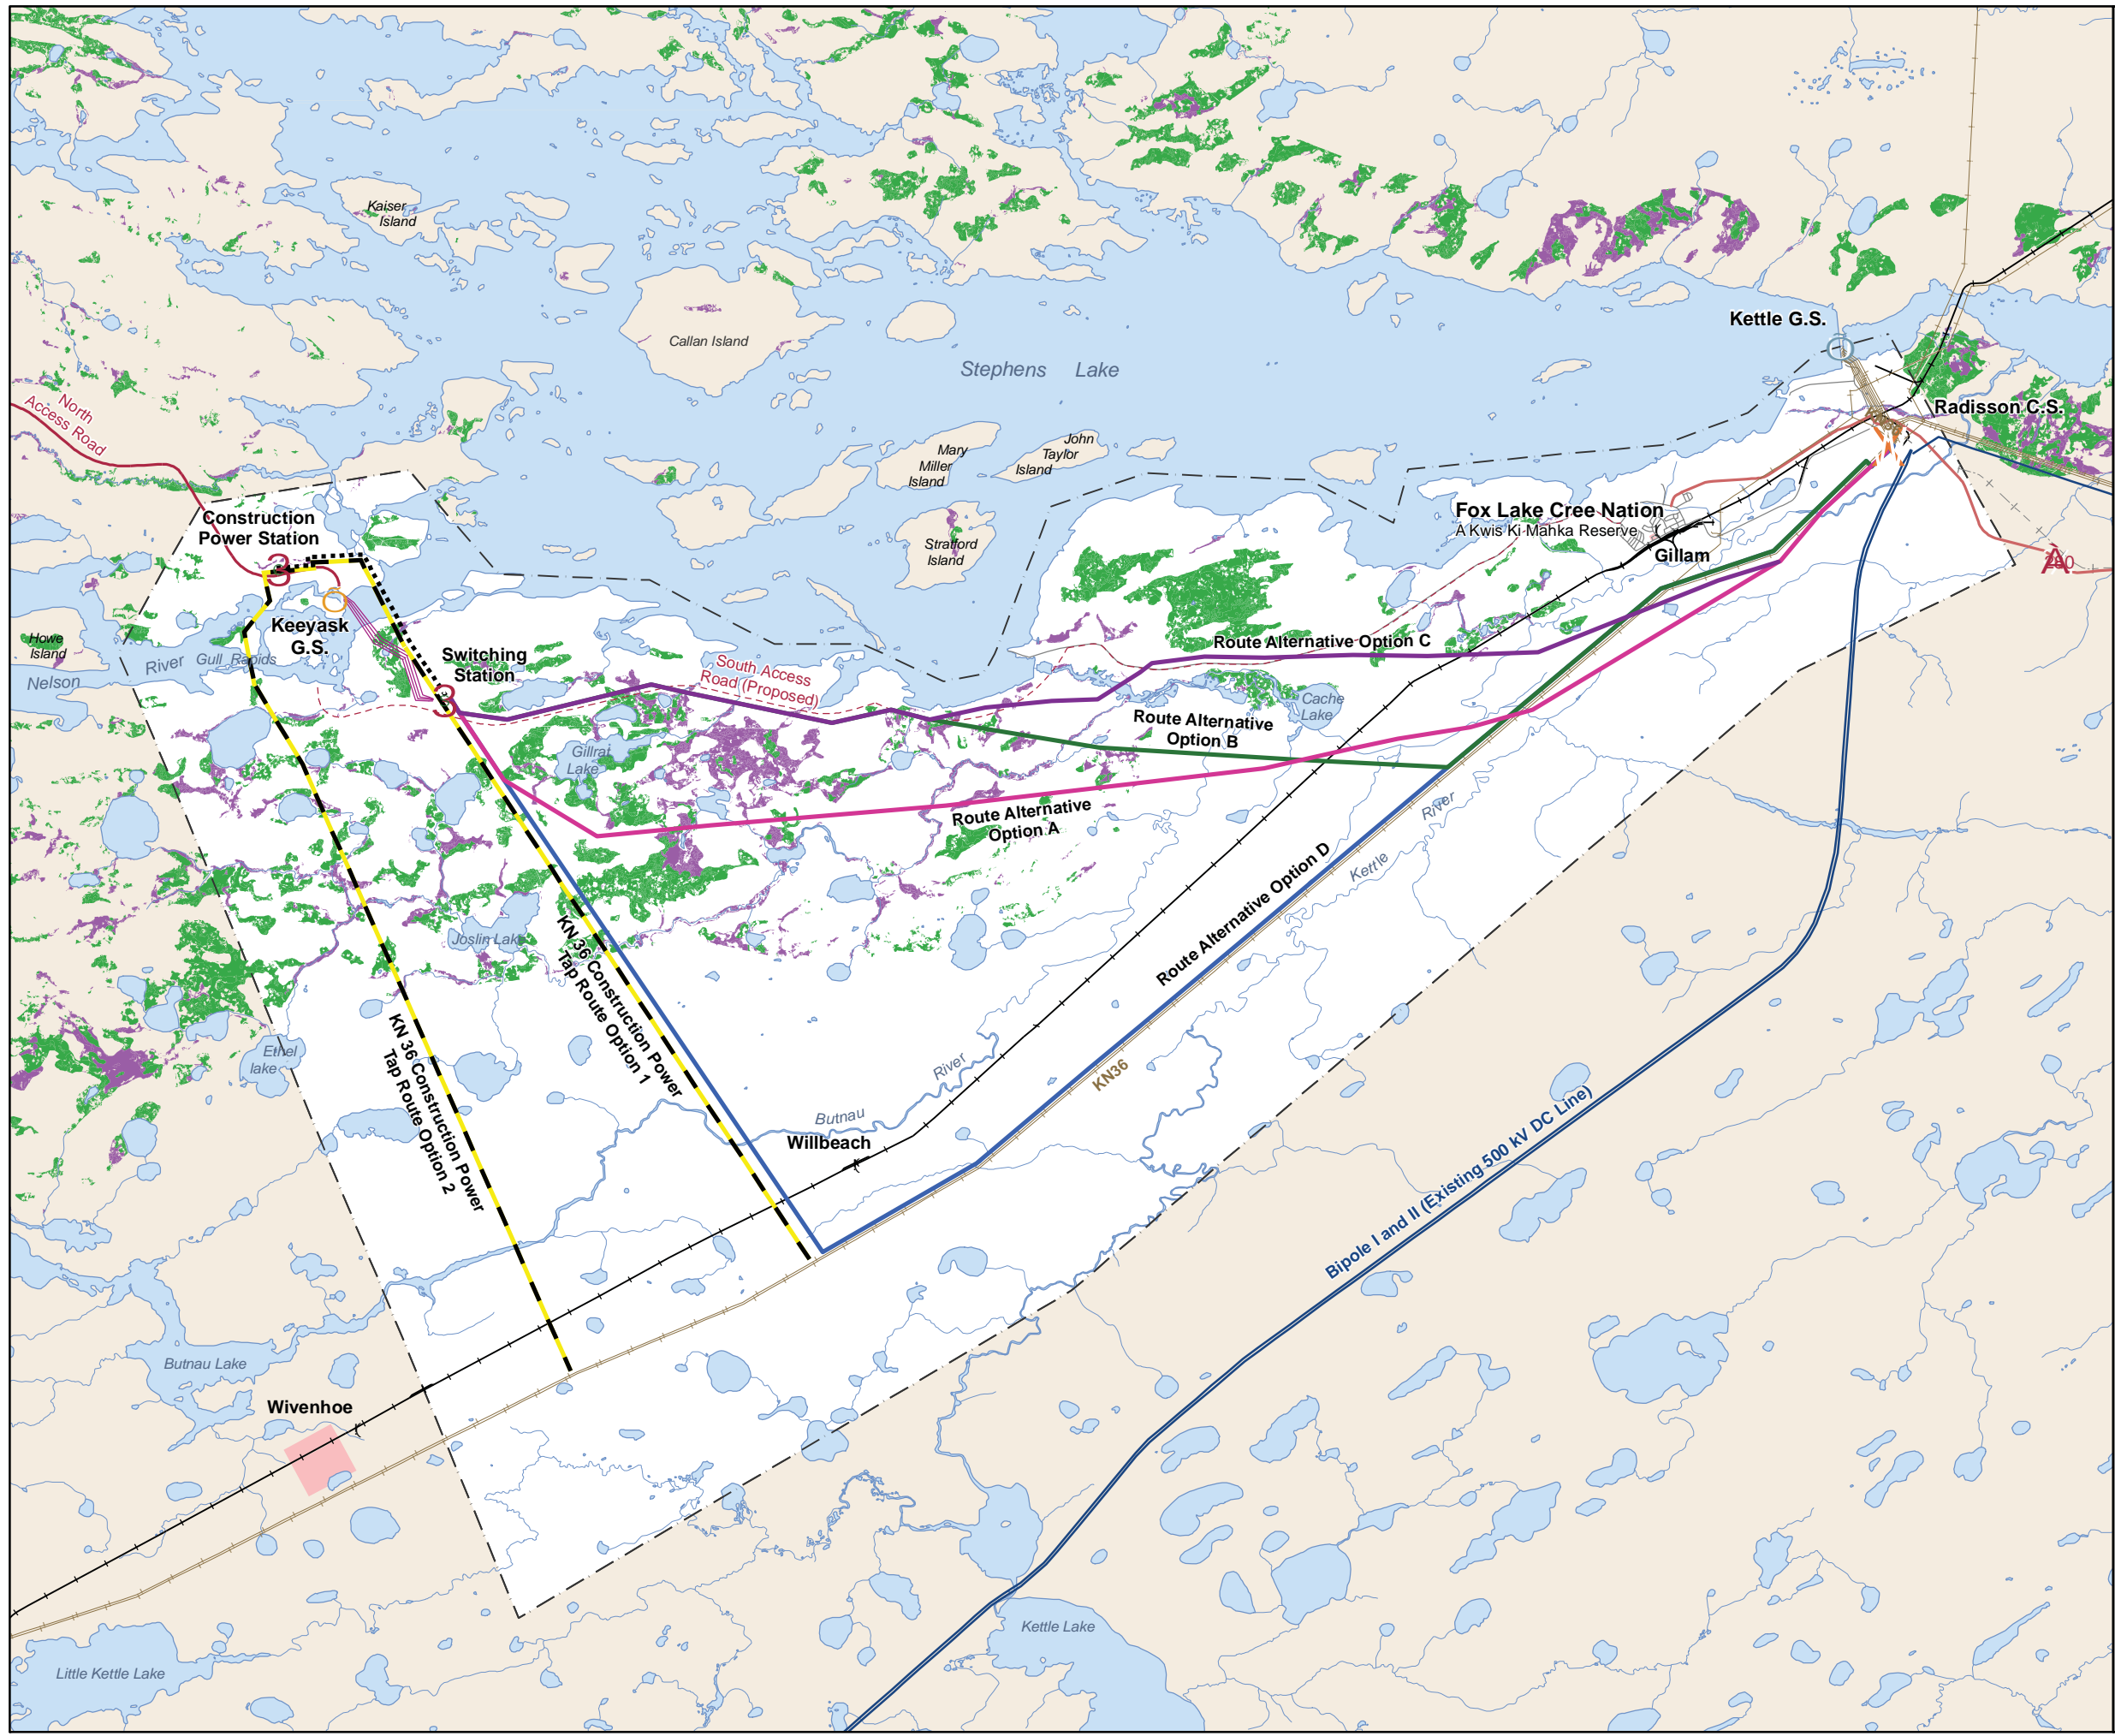 Kaiser
Island
Callan Island
Stephens Lake
Kettle G.S.
Radisson C.S.
North
Access Road
Mary
Miller
Island
John
Taylor
Island
Stratford
Island
Construction
Power Station
Fox Lake Cree Nation
A Kwis Ki Mahka Reserve
Gillam
280
Keeyask
G.S.
Howe
Island
Nelson
River
Gull Rapids
Switching
Station
South Access
Road (Proposed)
Route Alternative Option C
Cache
Lake
Route Alternative
Option B
Gillrat
Lake
Route Alternative
Option A
River
Kettle
Route Alternative Option D
Joslin Lake
KN 36 Construction Power
Tap Route Option 1
KN 36 Construction Power
Tap Route Option 2
Ethel
lake
River
Butnau
KN36
Willbeach
Bipole I and II (Existing 500 kV DC Line)
Butnau Lake
Wivenhoe
Kettle Lake
Little Kettle Lake